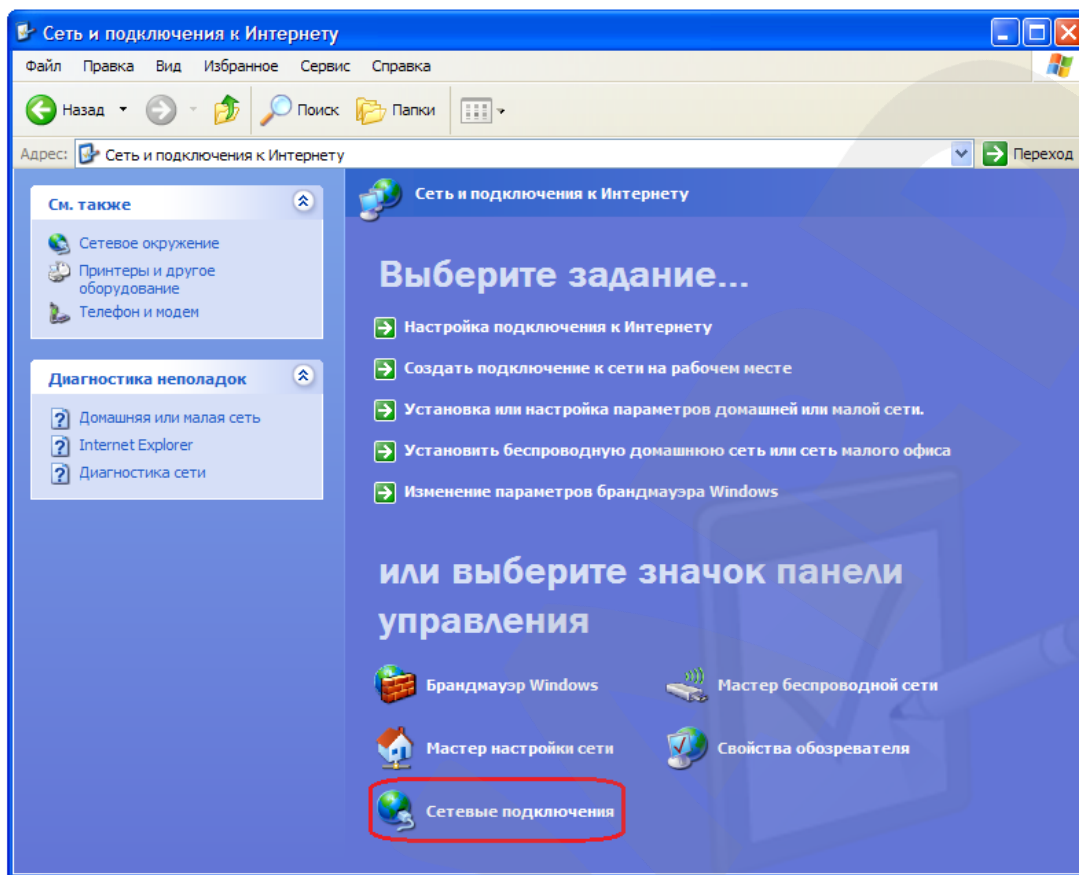 Сеть и подключения к Интернету
Файл Правка Вид Избранное Сервис Справка
Назад Поиск Папки
Адрес: Сеть и подключения к Интернету Переход
См. также
Сетевое окружение
Принтеры и другое
оборудование
Телефон и модем
Диагностика неполадок
Домашняя или малая сеть
Internet Explorer
Диагностика сети
Сеть и подключения к Интернету
Выберите задание...
Настройка подключения к Интернету
Создать подключение к сети на рабочем месте
Установка или настройка параметров домашней или малой сети.
Установить беспроводную домашнюю сеть или сеть малого офиса
Изменение параметров брандмауэра Windows
или выберите значок панели
управления
Брандмауэр Windows Мастер беспроводной сети
Мастер настройки сети Свойства обозревателя
Сетевые подключения